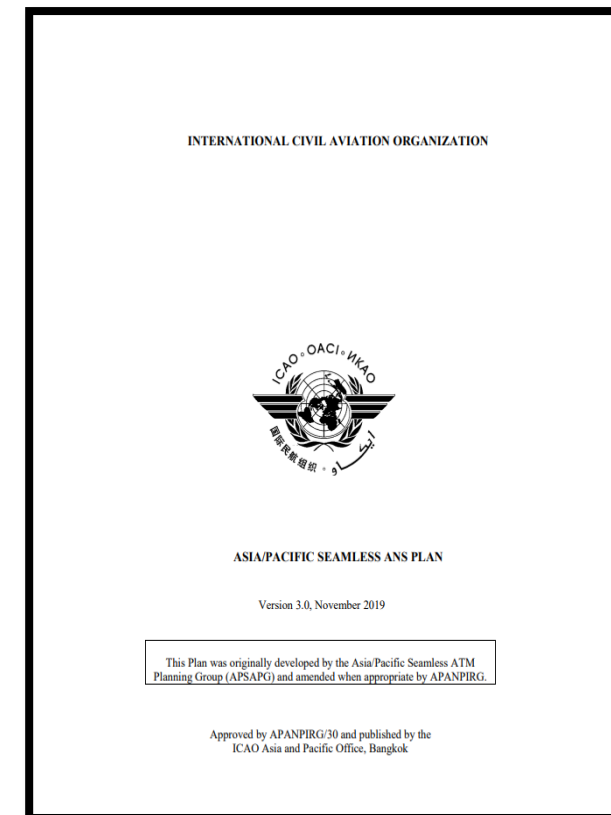 INTERNATIONAL CIVIL AVIATION ORGANIZATION
ICAO ◦ OACI ◦ ИКАО
国际民航组织 ◦ ايكاو
ASIA/PACIFIC SEAMLESS ANS PLAN
Version 3.0, November 2019
This Plan was originally developed by the Asia/Pacific Seamless ATM
Planning Group (APSAPG) and amended when appropriate by APANPIRG.
Approved by APANPIRG/30 and published by the
ICAO Asia and Pacific Office, Bangkok